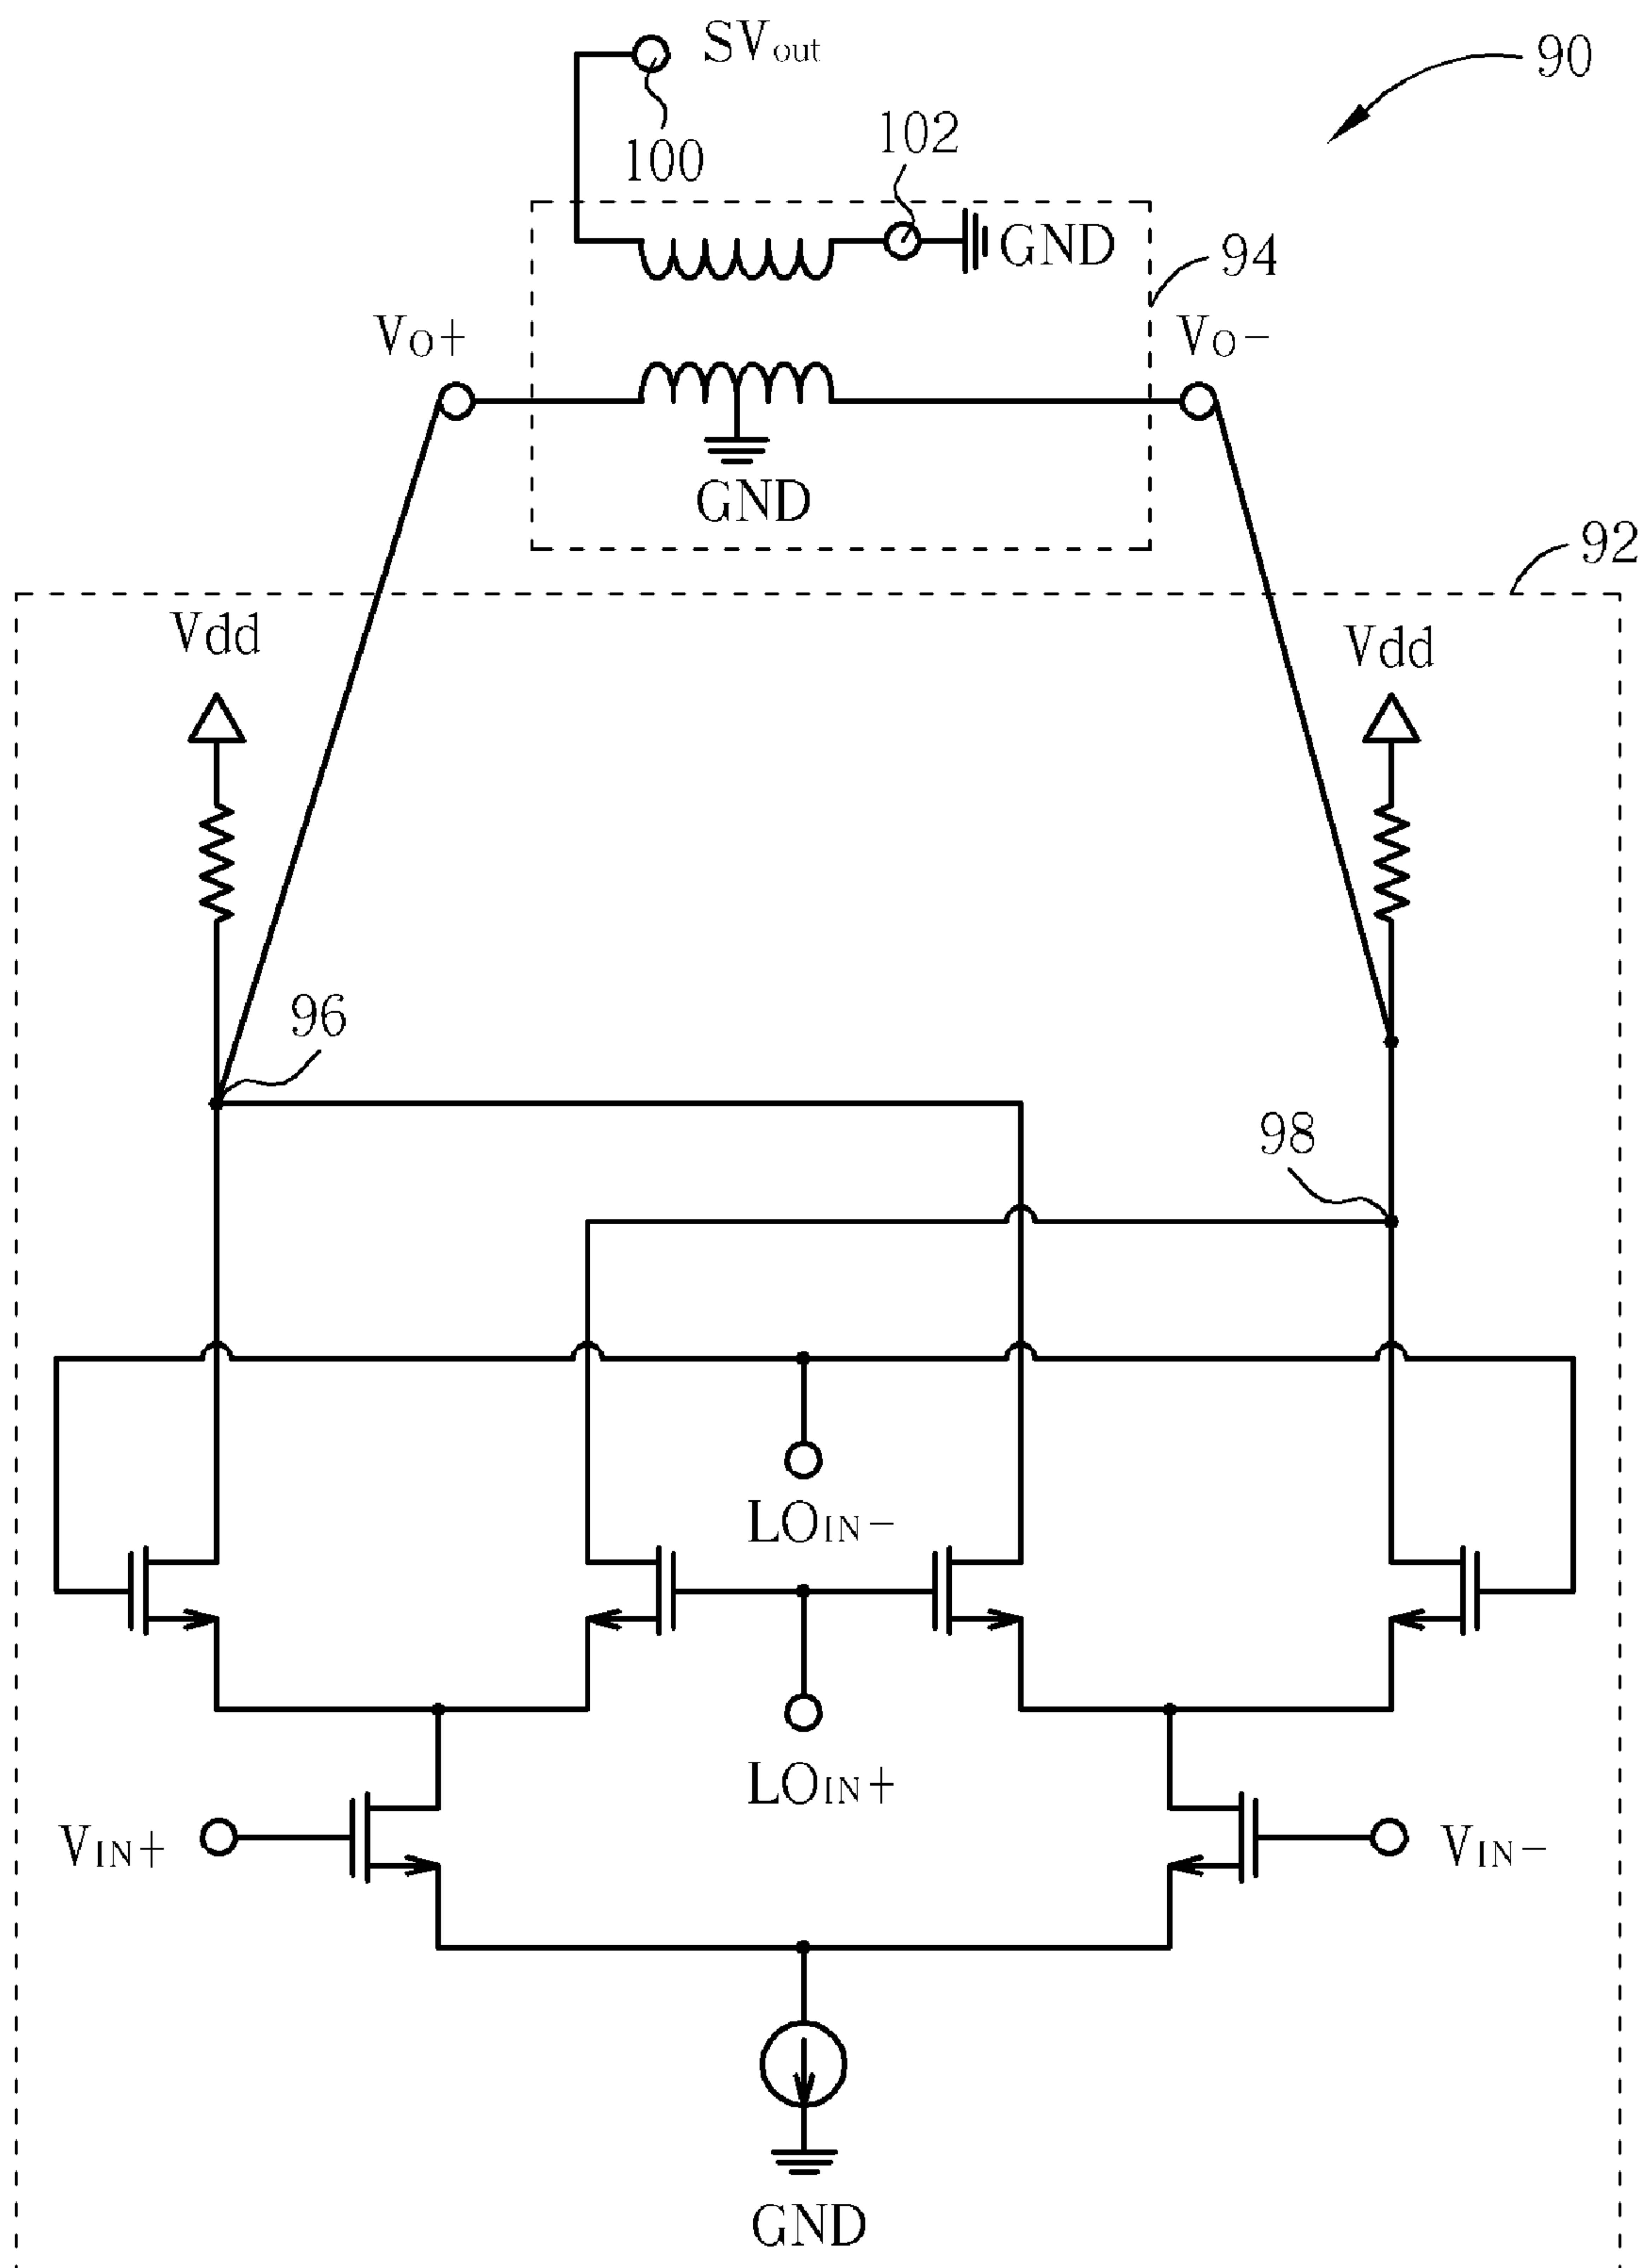 SVout
90
100
102
GND
94
VO+
VO-
GND
92
Vdd
Vdd
96
98
LOIN-
LOIN+
VIN+
VIN-
GND